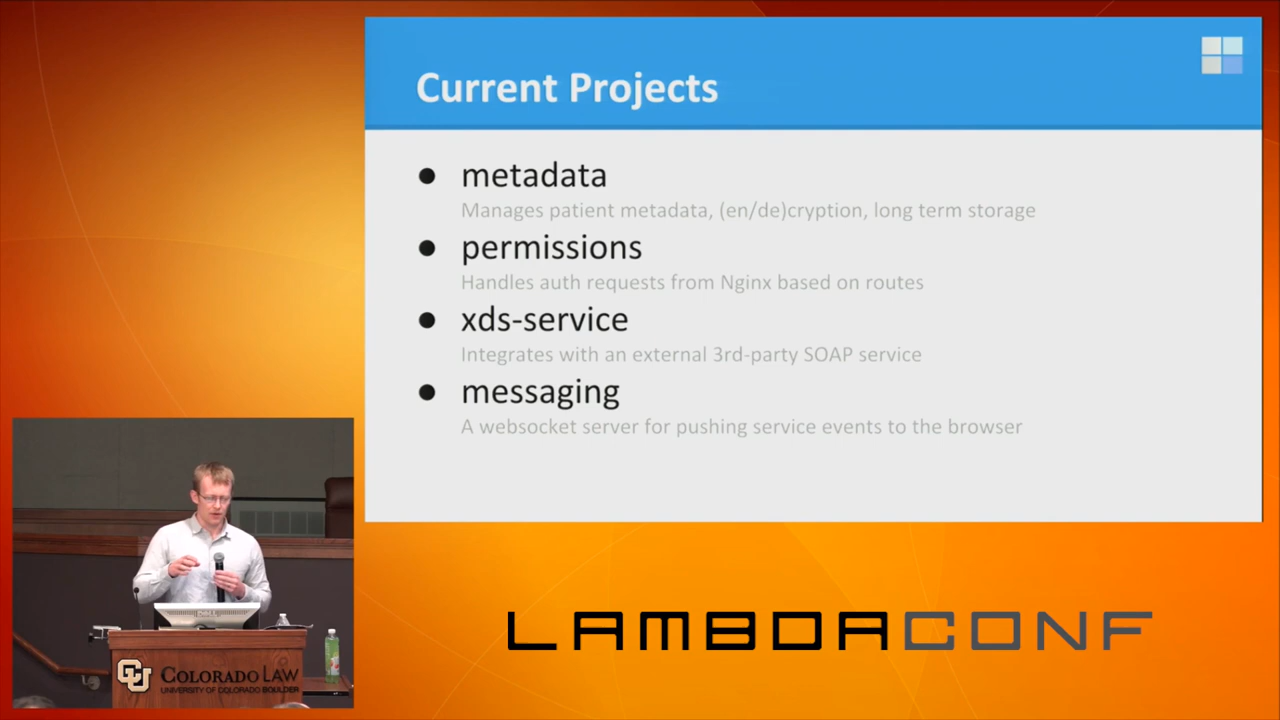 Current Projects
● metadata
Manages patient metadata, (en/de)cryption, long term storage
● permissions
Handles auth requests from Nginx based on routes
● xds-service
Integrates with an external 3rd-party SOAP service
● messaging
A websocket server for pushing service events to the browser
DELL
CU COLORADO LAW
UNIVERSITY OF COLORADO BOULDER
LAMBDACONF